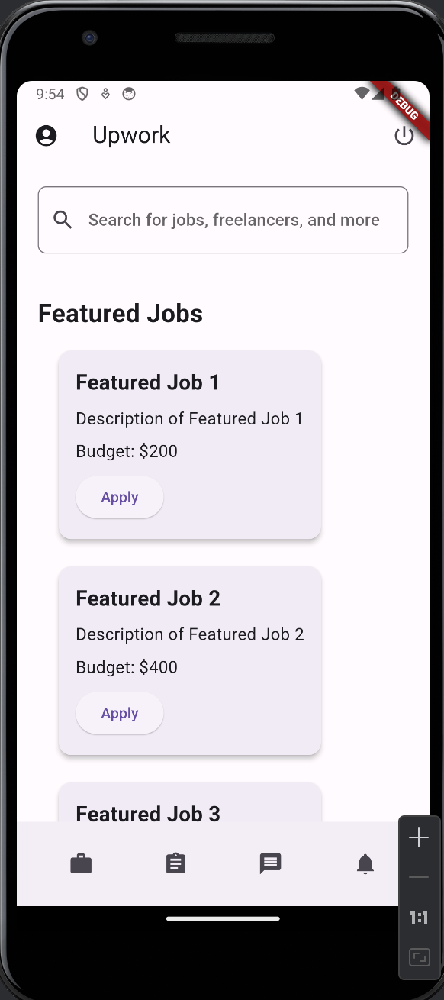 9:54
DEBUG
Upwork
Search for jobs, freelancers, and more
Featured Jobs
Featured Job 1
Description of Featured Job 1
Budget: $200
Apply
Featured Job 2
Description of Featured Job 2
Budget: $400
Apply
Featured Job 3
1:1